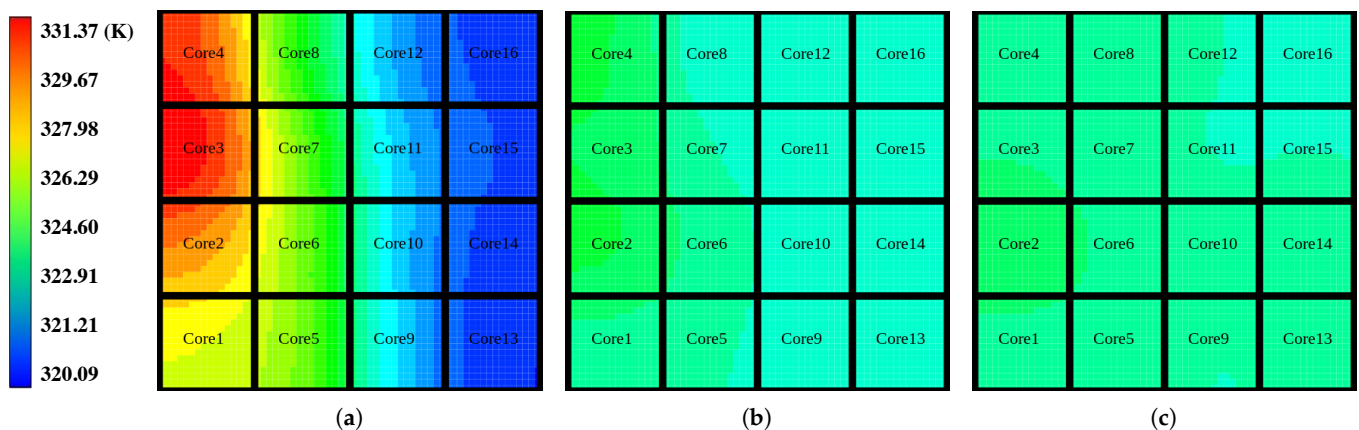 331.37 (K)
329.67
327.98
326.29
324.60
322.91
321.21
320.09
Core4 Core8 Core12 Core16
Core3 Core7 Core11 Core15
Core2 Core6 Core10 Core14
Core1 Core5 Core9 Core13
(a)
Core4 Core8 Core12 Core16
Core3 Core7 Core11 Core15
Core2 Core6 Core10 Core14
Core1 Core5 Core9 Core13
(b)
Core4 Core8 Core12 Core16
Core3 Core7 Core11 Core15
Core2 Core6 Core10 Core14
Core1 Core5 Core9 Core13
(c)